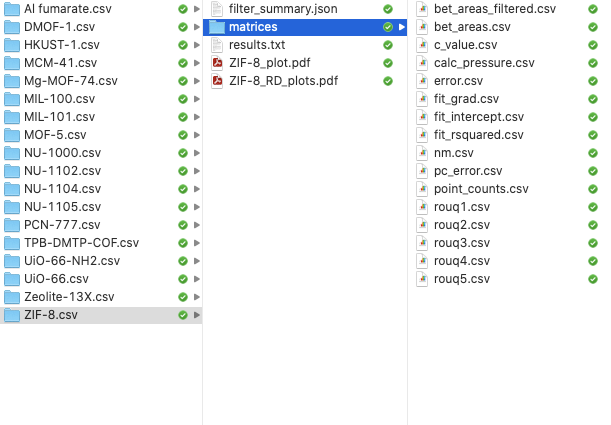 Al fumarate.csv
DMOF-1.csv
HKUST-1.csv
MCM-41.csv
Mg-MOF-74.csv
MIL-100.csv
MIL-101.csv
MOF-5.csv
NU-1000.csv
NU-1102.csv
NU-1104.csv
NU-1105.csv
PCN-777.csv
TPB-DMTP-COF.csv
UiO-66-NH2.csv
UiO-66.csv
Zeolite-13X.csv
ZIF-8.csv
filter_summary.json
matrices
results.txt
ZIF-8_plot.pdf
ZIF-8_RD_plots.pdf
bet_areas_filtered.csv
bet_areas.csv
c_value.csv
calc_pressure.csv
error.csv
fit_grad.csv
fit_intercept.csv
fit_rsquared.csv
nm.csv
pc_error.csv
point_counts.csv
rouq1.csv
rouq2.csv
rouq3.csv
rouq4.csv
rouq5.csv